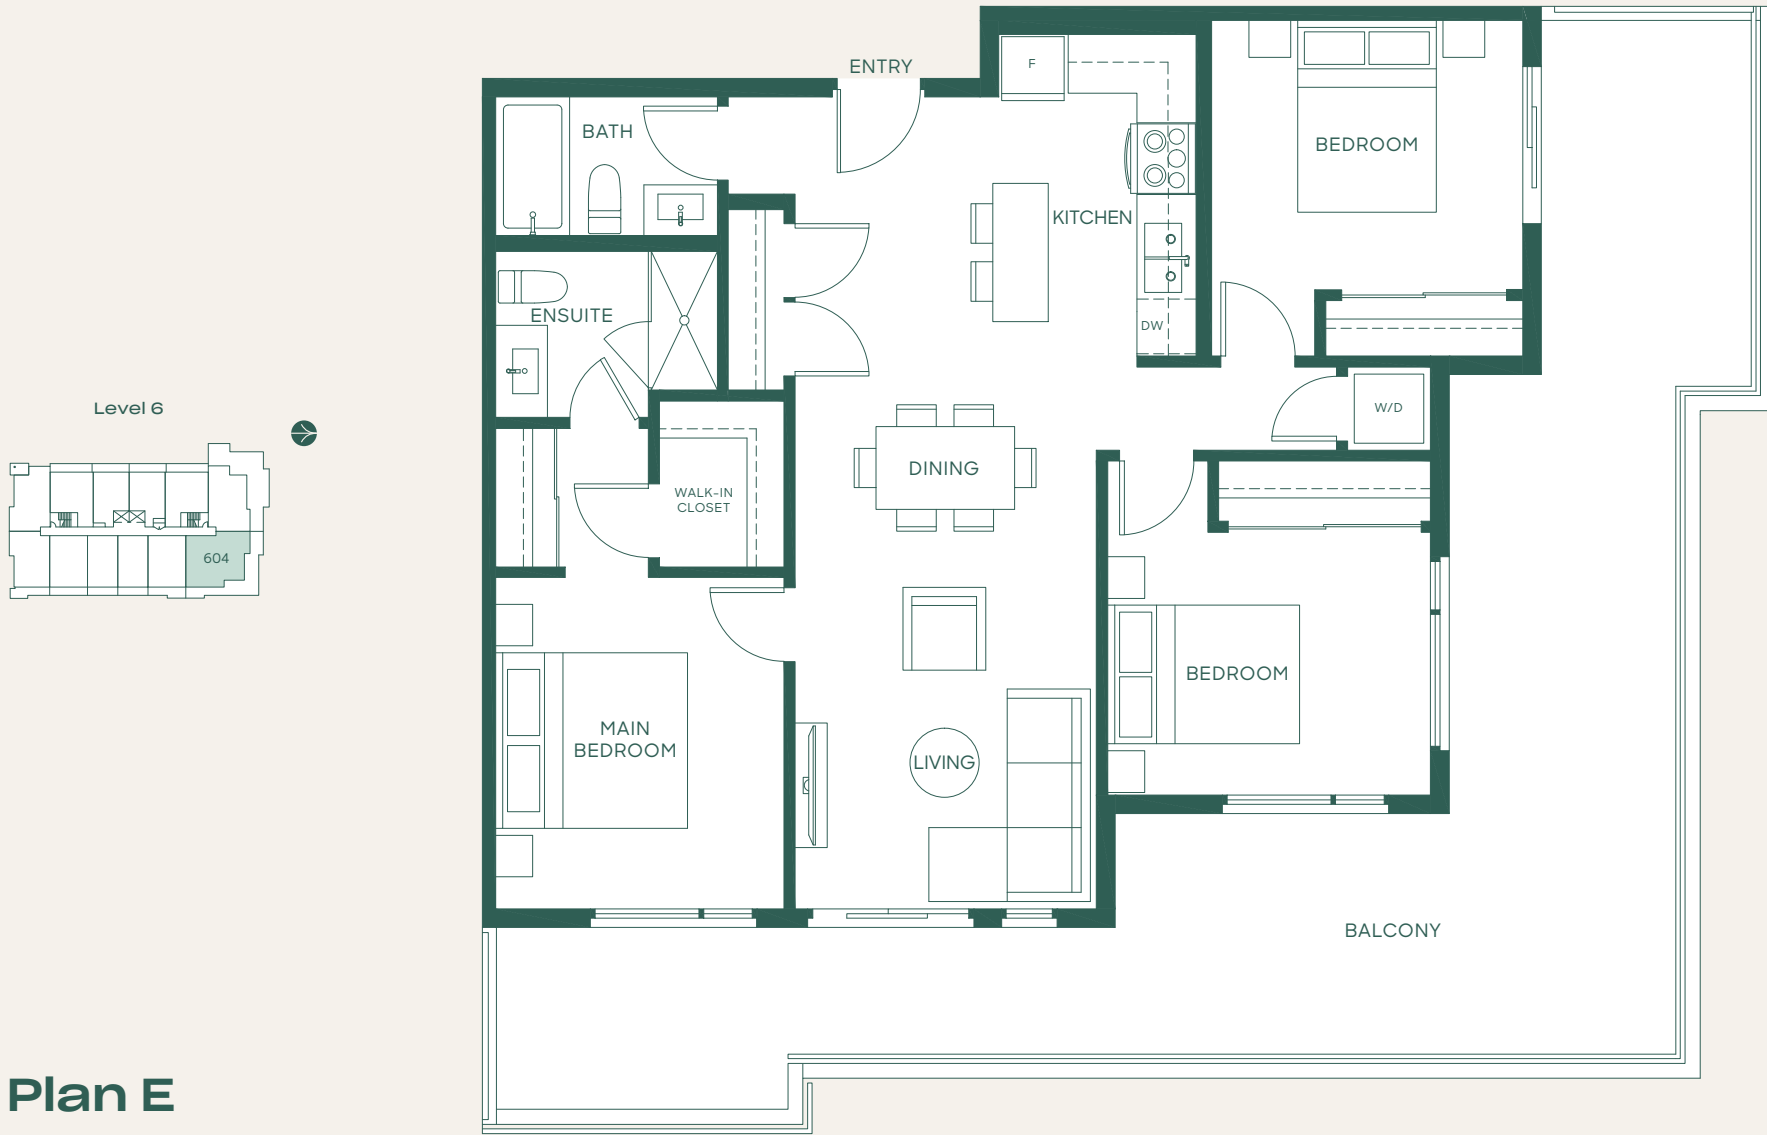 ENTRY
F
BATH
BEDROOM
KITCHEN
ENSUITE
DW
Level 6
W/D
DINING
WALK-IN
CLOSET
604
BEDROOM
MAIN
BEDROOM
LIVING
BALCONY
Plan E